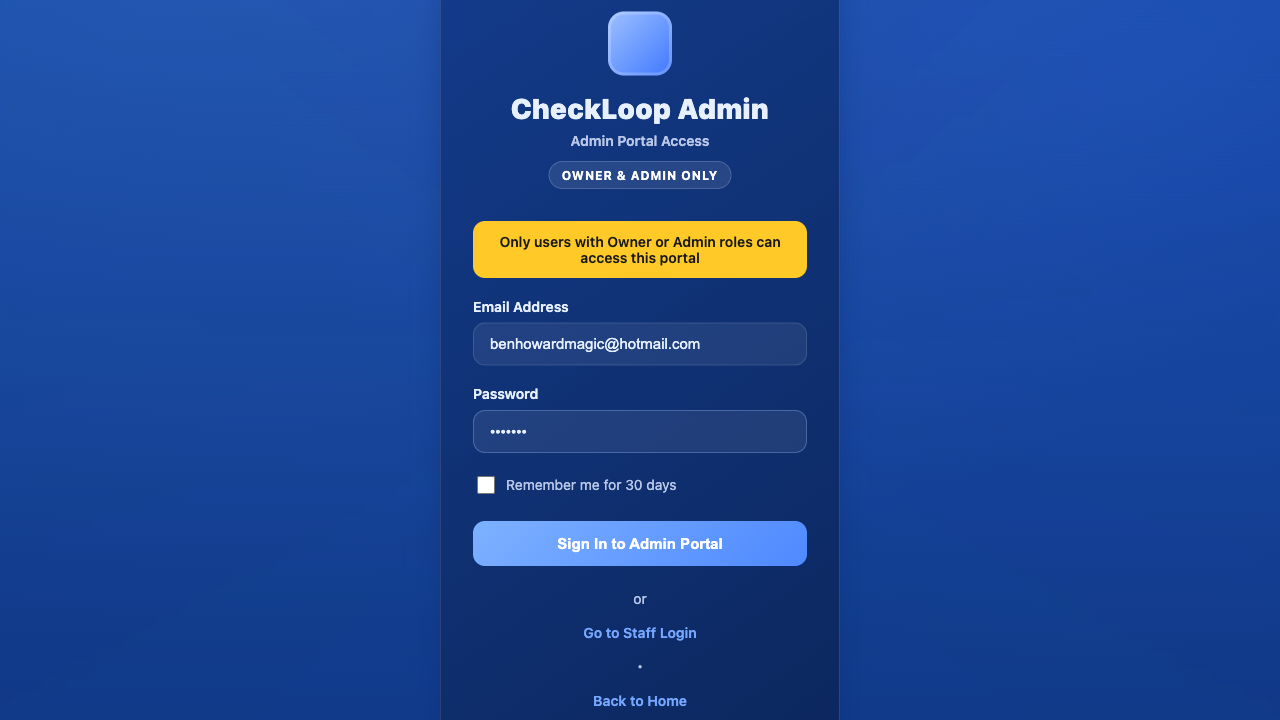 CheckLoop Admin
Admin Portal Access
OWNER & ADMIN ONLY
Only users with Owner or Admin roles can
access this portal
Email Address
benhowardmagic@hotmail.com
Password
•••••••
Remember me for 30 days
Sign In to Admin Portal
or
Go to Staff Login
•
Back to Home